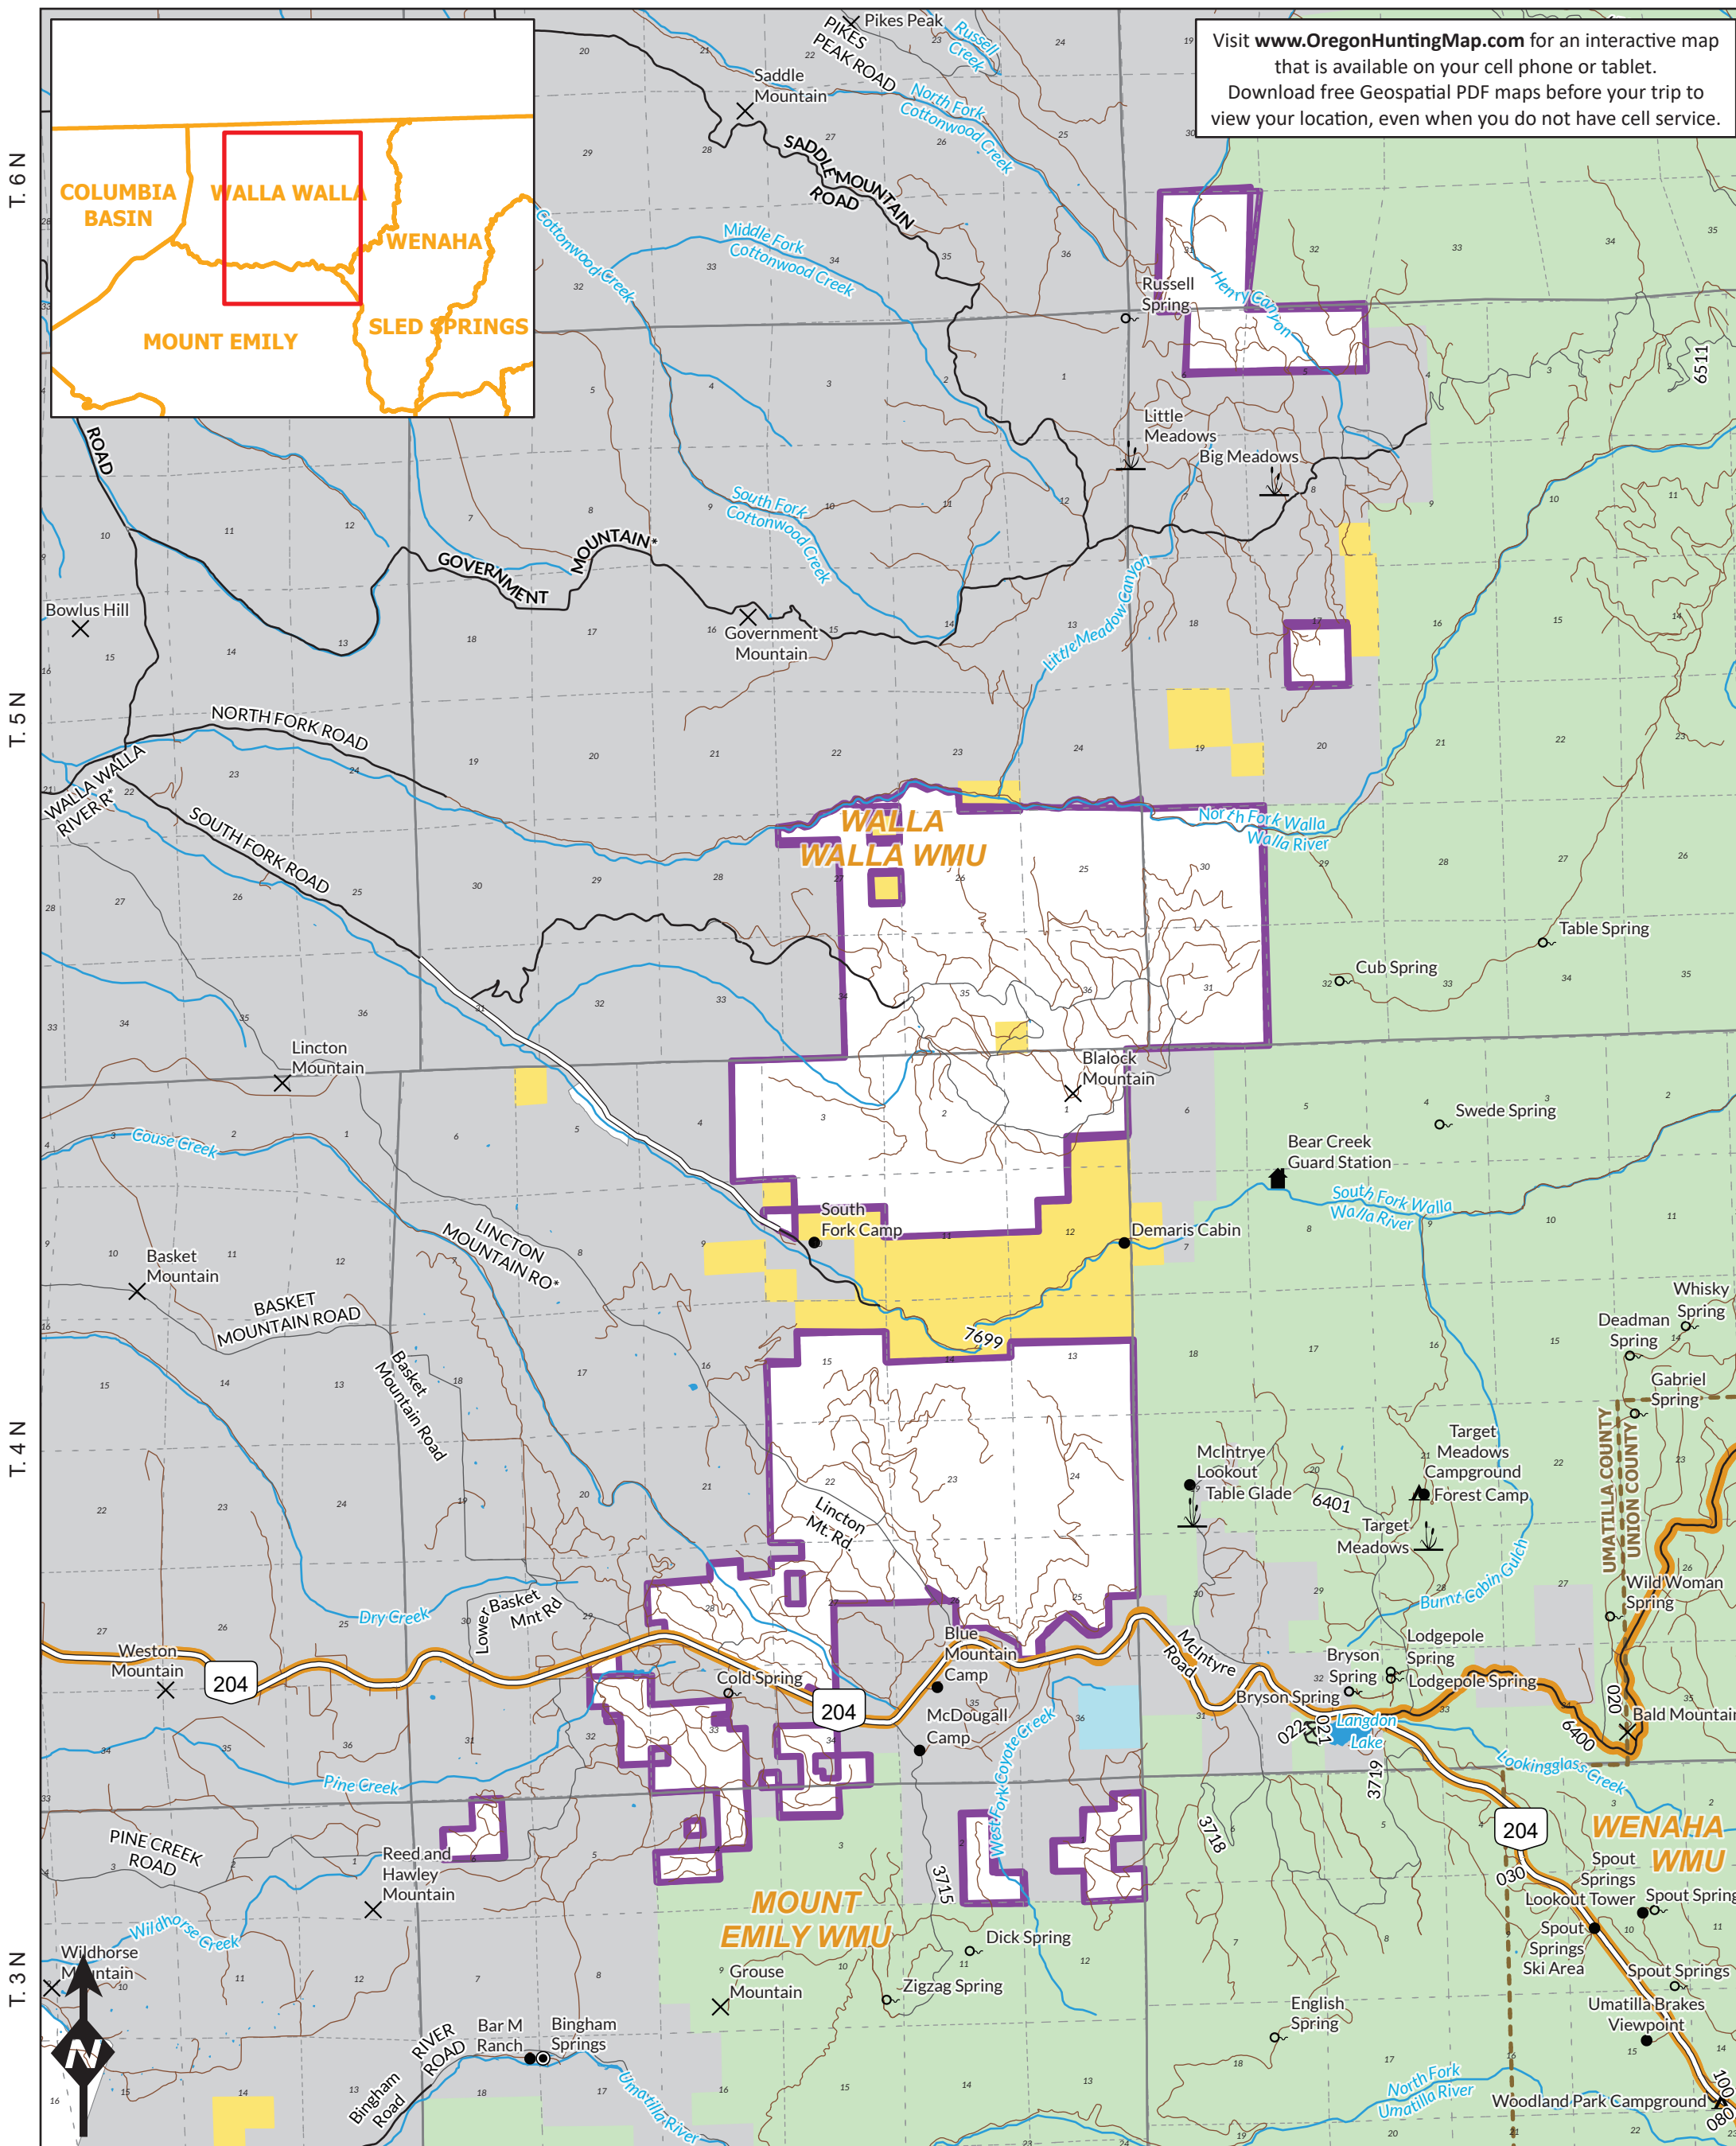 Visit www.OregonHuntingMap.com for an interactive map
that is available on your cell phone or tablet.
Download free Geospatial PDF maps before your trip to
view your location, even when you do not have cell service.
COLUMBIA
BASIN
WALLA WALLA
WENAHA
MOUNT EMILY
SLED SPRINGS
T. 6 N
T. 5 N
T. 4 N
T. 3 N
Pikes Peak
PIKES
PEAK ROAD
Russell
Creek
Saddle
Mountain
North Fork
Cottonwood Creek
SADDLE MOUNTAIN
ROAD
Cottonwood Creek
Middle Fork
Cottonwood Creek
Russell
Spring
Henry Canyon
6511
ROAD
Little
Meadows
Big Meadows
South Fork
Cottonwood Creek
GOVERNMENT
MOUNTAIN*
Little Meadow Canyon
Bowlus Hill
Government
Mountain
NORTH FORK ROAD
WALLA WALLA
RIVER R*
SOUTH FORK ROAD
WALLA
WALLA WMU
North Fork Walla
Walla River
Table Spring
Cub Spring
Lincton
Mountain
Blalock
Mountain
Swede Spring
Couse Creek
Bear Creek
Guard Station
South Fork Walla
Walla River
South
Fork Camp
Demaris Cabin
LINCTON
MOUNTAIN RO*
Basket
Mountain
BASKET
MOUNTAIN ROAD
Whisky
Spring
Deadman
Spring
7699
Basket
Mountain Road
Gabriel
Spring
UMATILLA COUNTY
UNION COUNTY
McIntrye
Lookout
Table Glade
Target
Meadows
Campground
Forest Camp
6401
Target
Meadows
Lincton
Mt. Rd.
Burnt Cabin Gulch
Wild Woman
Spring
Dry Creek
Lower Basket
Mnt Rd
Weston
Mountain
204
Cold Spring
204
Blue
Mountain
Camp
McIntyre
Road
Lodgepole
Spring
Bryson
Spring
Lodgepole Spring
Bryson Spring
McDougall
Camp
West Fork Coyote Creek
022
021
Langdon
Lake
6400
020
Bald Mountain
Lookingglass Creek
3719
Pine Creek
PINE CREEK
ROAD
Reed and
Hawley
Mountain
3718
204
WENAHA
WMU
3715
030
Spout
Springs
Lookout Tower
Spout Spring
Spout
Springs
Ski Area
MOUNT
EMILY WMU
Wildhorse Creek
Wildhorse
Mountain
Dick Spring
Grouse
Mountain
Zigzag Spring
Spout Springs
Umatilla Brakes
Viewpoint
English
Spring
N
RIVER
ROAD
Bar M
Ranch
Bingham
Springs
Bingham
Road
Umatilla River
North Fork
Umatilla River
Woodland Park Campground
100
080